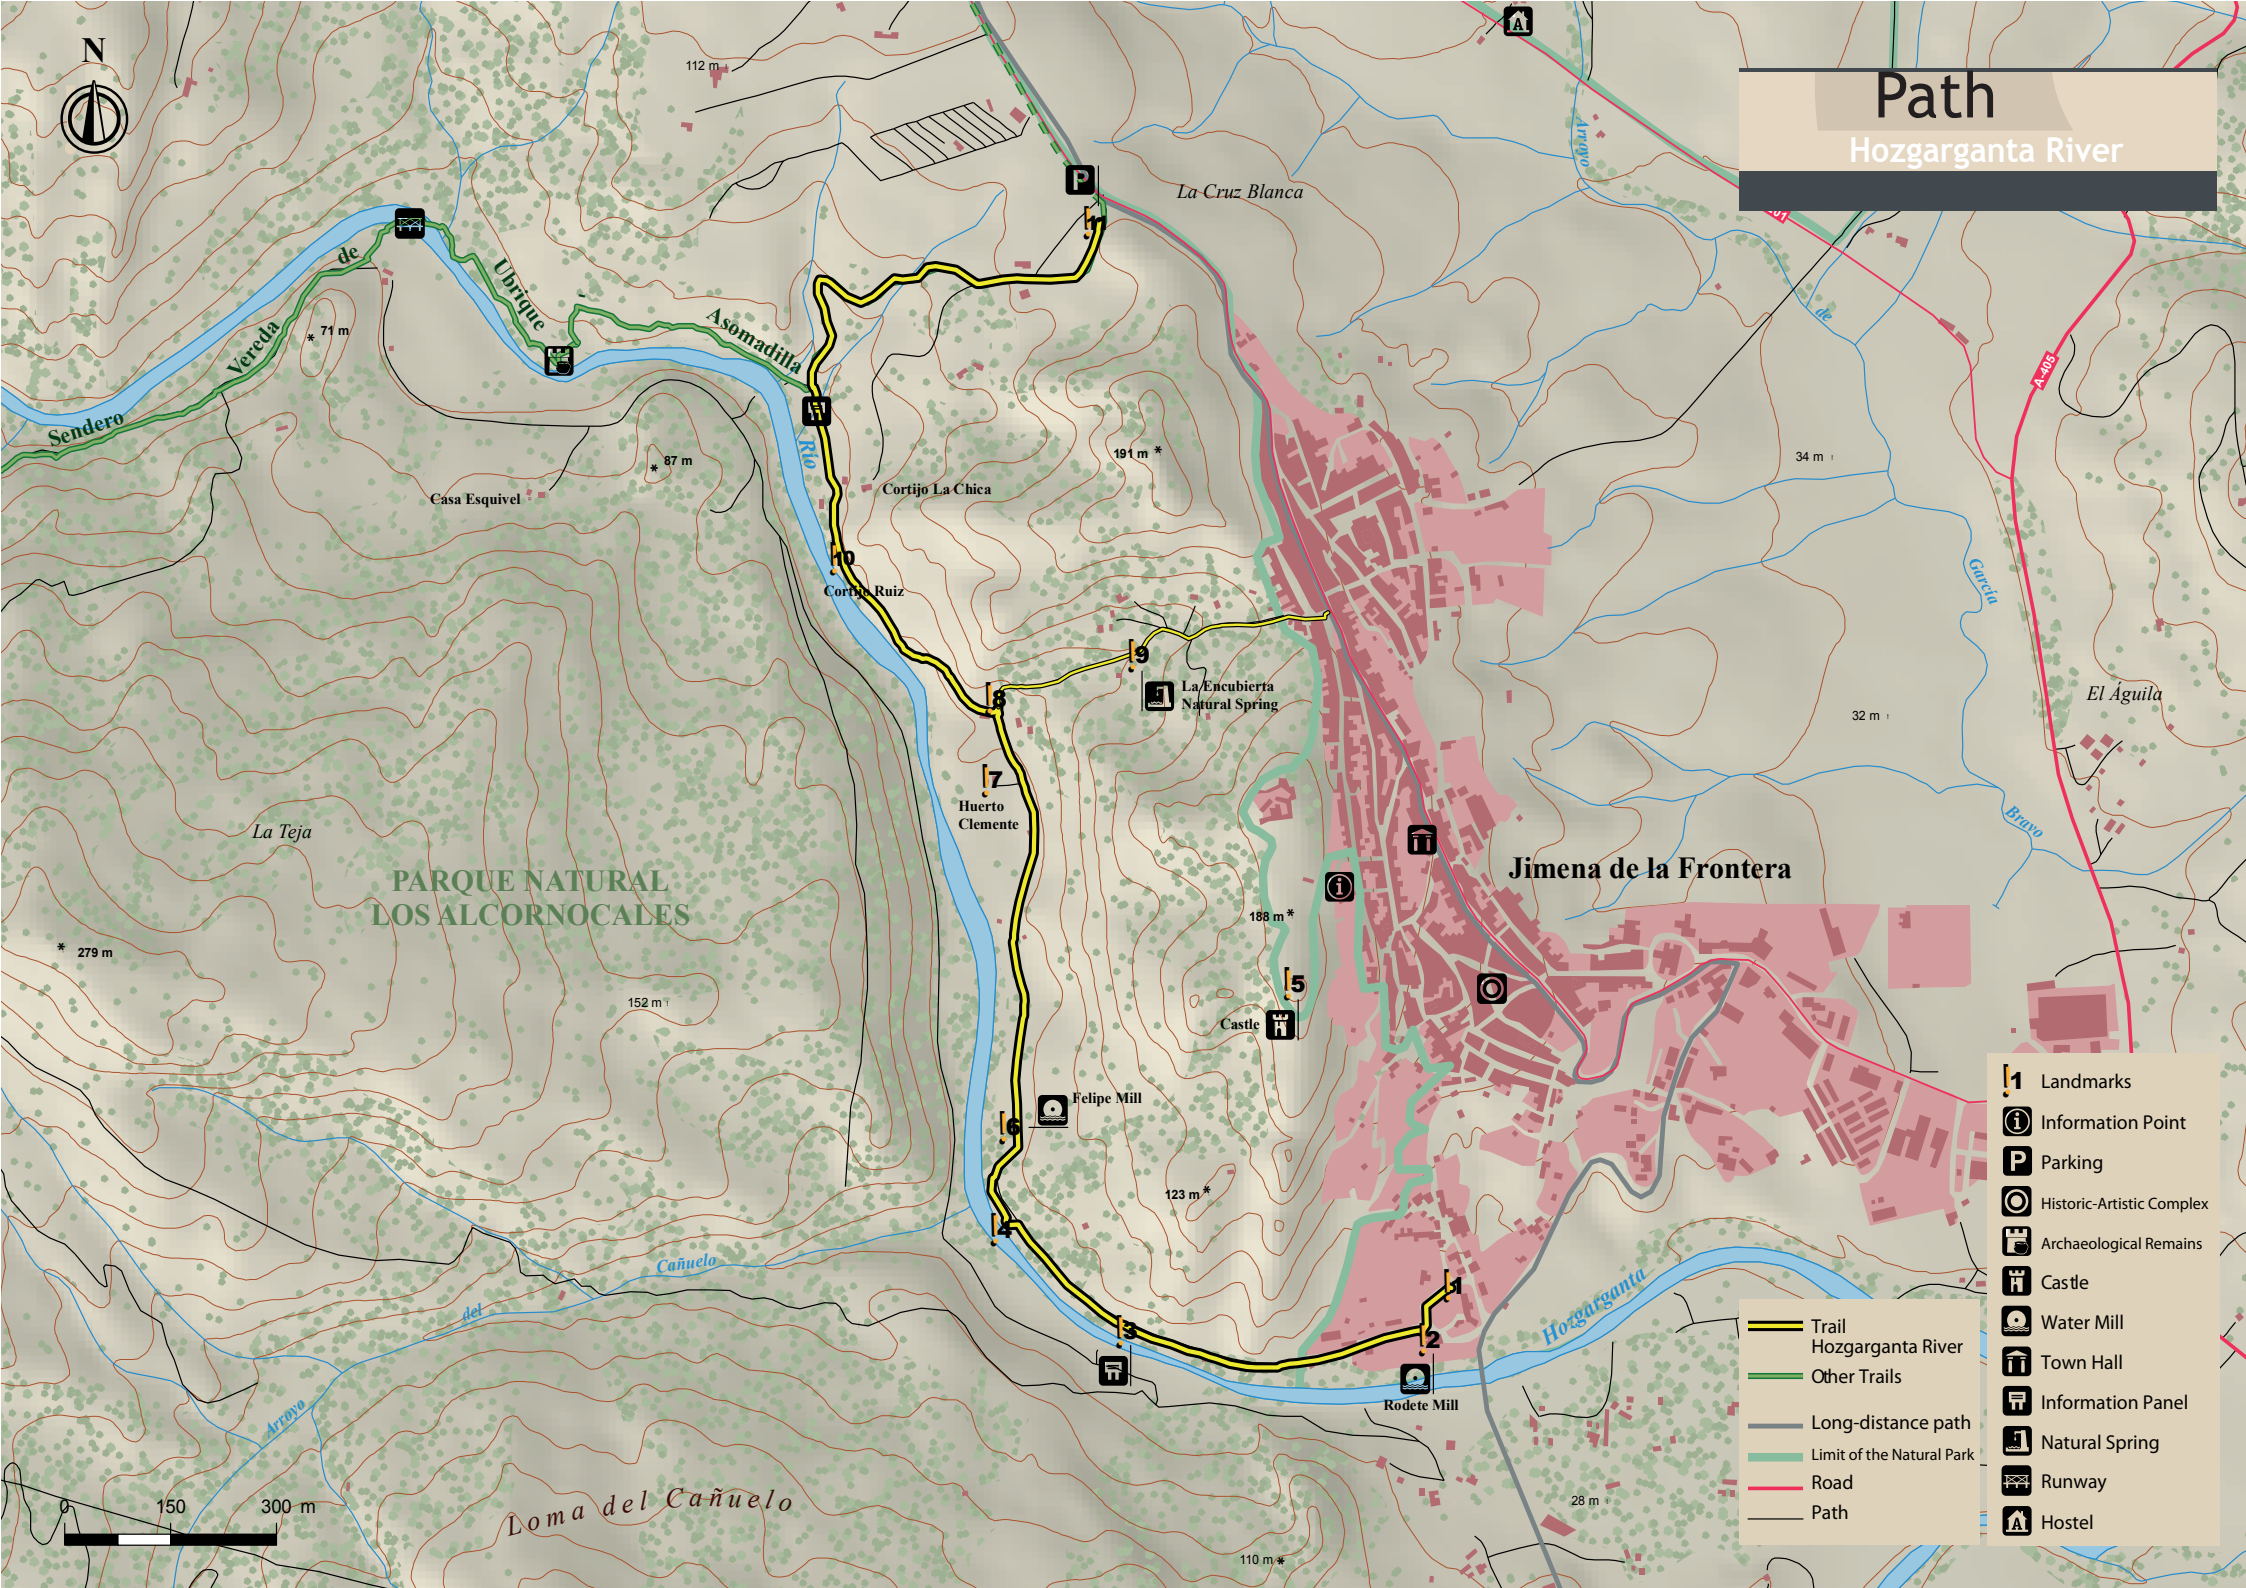 N
112 m
Path
Hozgarganta River
P
11
La Cruz Blanca
Arroyo
de
García
Bravo
A-405
Sendero
Vereda
de
Ubrique
-
Asomadilla
71 m
87 m
191 m
34 m
Casa Esquivel
Cortijo La Chica
Río
10
Cortijo Ruiz
9
8
La Encubierta
Natural Spring
El Águila
32 m
7
Huerto
Clemente
La Teja
PARQUE NATURAL
LOS ALCORNOCALES
Jimena de la Frontera
188 m
279 m
152 m
5
Castle
Felipe Mill
6
123 m
4
Cañuelo
del
Arroyo
1
3
2
Hozgarganta
Rodete Mill
28 m
Loma del Cañuelo
110 m
0 150 300 m
1 Landmarks
i Information Point
P Parking
Historic-Artistic Complex
Archaeological Remains
Castle
Water Mill
Town Hall
Information Panel
Natural Spring
Runway
A Hostel
Trail
Hozgarganta River
Other Trails
Long-distance path
Limit of the Natural Park
Road
Path